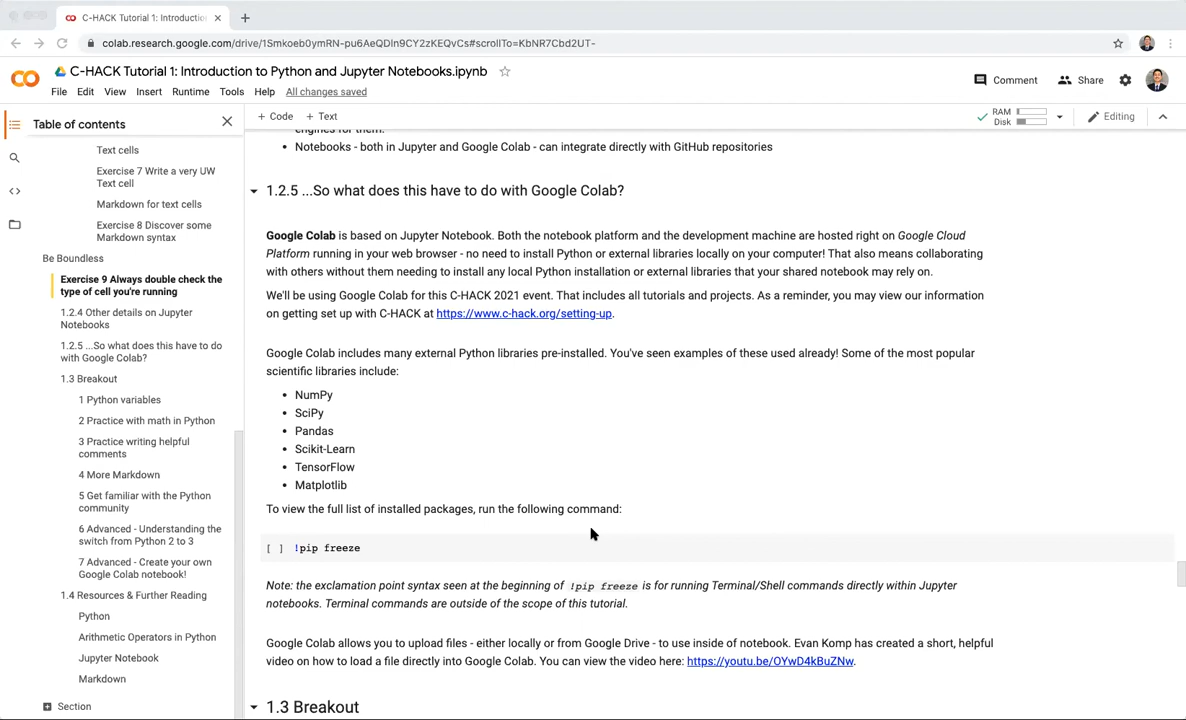 C-HACK Tutorial 1: Introductio
colab.research.google.com/drive/1Smkoeb0ymRN-pu6AeQDIn9CY2zKEQvCs#scrollTo=KbNR7Cbd2UT-
C-HACK Tutorial 1: Introduction to Python and Jupyter Notebooks.ipynb
Comment
Share
File Edit View Insert Runtime Tools Help All changes saved
Table of contents
+ Code + Text
RAM
Disk
Editing
Text cells
Exercise 7 Write a very UW
Text cell
Markdown for text cells
Exercise 8 Discover some
Markdown syntax
Be Boundless
Exercise 9 Always double check the
type of cell you're running
1.2.4 Other details on Jupyter
Notebooks
1.2.5 ...So what does this have to do
with Google Colab?
1.3 Breakout
1 Python variables
2 Practice with math in Python
3 Practice writing helpful
comments
4 More Markdown
5 Get familiar with the Python
community
6 Advanced - Understanding the
switch from Python 2 to 3
7 Advanced - Create your own
Google Colab notebook!
1.4 Resources & Further Reading
Python
Arithmetic Operators in Python
Jupyter Notebook
Markdown
Section
engines for them.
• Notebooks - both in Jupyter and Google Colab - can integrate directly with GitHub repositories
1.2.5 ...So what does this have to do with Google Colab?
Google Colab is based on Jupyter Notebook. Both the notebook platform and the development machine are hosted right on Google Cloud
Platform running in your web browser - no need to install Python or external libraries locally on your computer! That also means collaborating
with others without them needing to install any local Python installation or external libraries that your shared notebook may rely on.
We'll be using Google Colab for this C-HACK 2021 event. That includes all tutorials and projects. As a reminder, you may view our information
on getting set up with C-HACK at https://www.c-hack.org/setting-up.
Google Colab includes many external Python libraries pre-installed. You've seen examples of these used already! Some of the most popular
scientific libraries include:
• NumPy
• SciPy
• Pandas
• Scikit-Learn
• TensorFlow
• Matplotlib
To view the full list of installed packages, run the following command:
[ ] !pip freeze
Note: the exclamation point syntax seen at the beginning of !pip freeze is for running Terminal/Shell commands directly within Jupyter
notebooks. Terminal commands are outside of the scope of this tutorial.
Google Colab allows you to upload files - either locally or from Google Drive - to use inside of notebook. Evan Komp has created a short, helpful
video on how to load a file directly into Google Colab. You can view the video here: https://youtu.be/OYwD4kBuZNw.
1.3 Breakout